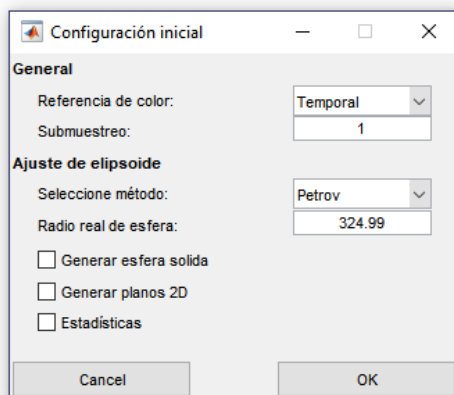 Configuración inicial
General
Referencia de color: Temporal
Submuestreo: 1
Ajuste de elipsoide
Seleccione método: Petrov
Radio real de esfera: 324.99
Generar esfera solida
Generar planos 2D
Estadísticas
Cancel OK